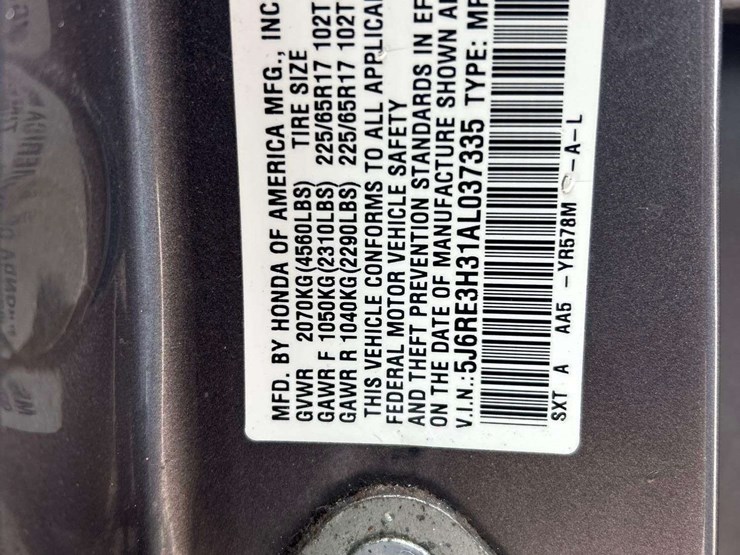 MFD. BY HONDA OF AMERICA MFG., INC
GVWR 2070KG(4560LBS) TIRE SIZE
GAWR F 1050KG(2310LBS) 225/65R17 102T
GAWR R 1040KG(2290LBS) 225/65R17 102T
THIS VEHICLE CONFORMS TO ALL APPLICA
FEDERAL MOTOR VEHICLE SAFETY
AND THEFT PREVENTION STANDARDS IN EF
ON THE DATE OF MANUFACTURE SHOWN A
V.I.N.:5J6RE3H31AL037335 TYPE: MP
SXT A AA5 -YR578M -A-L